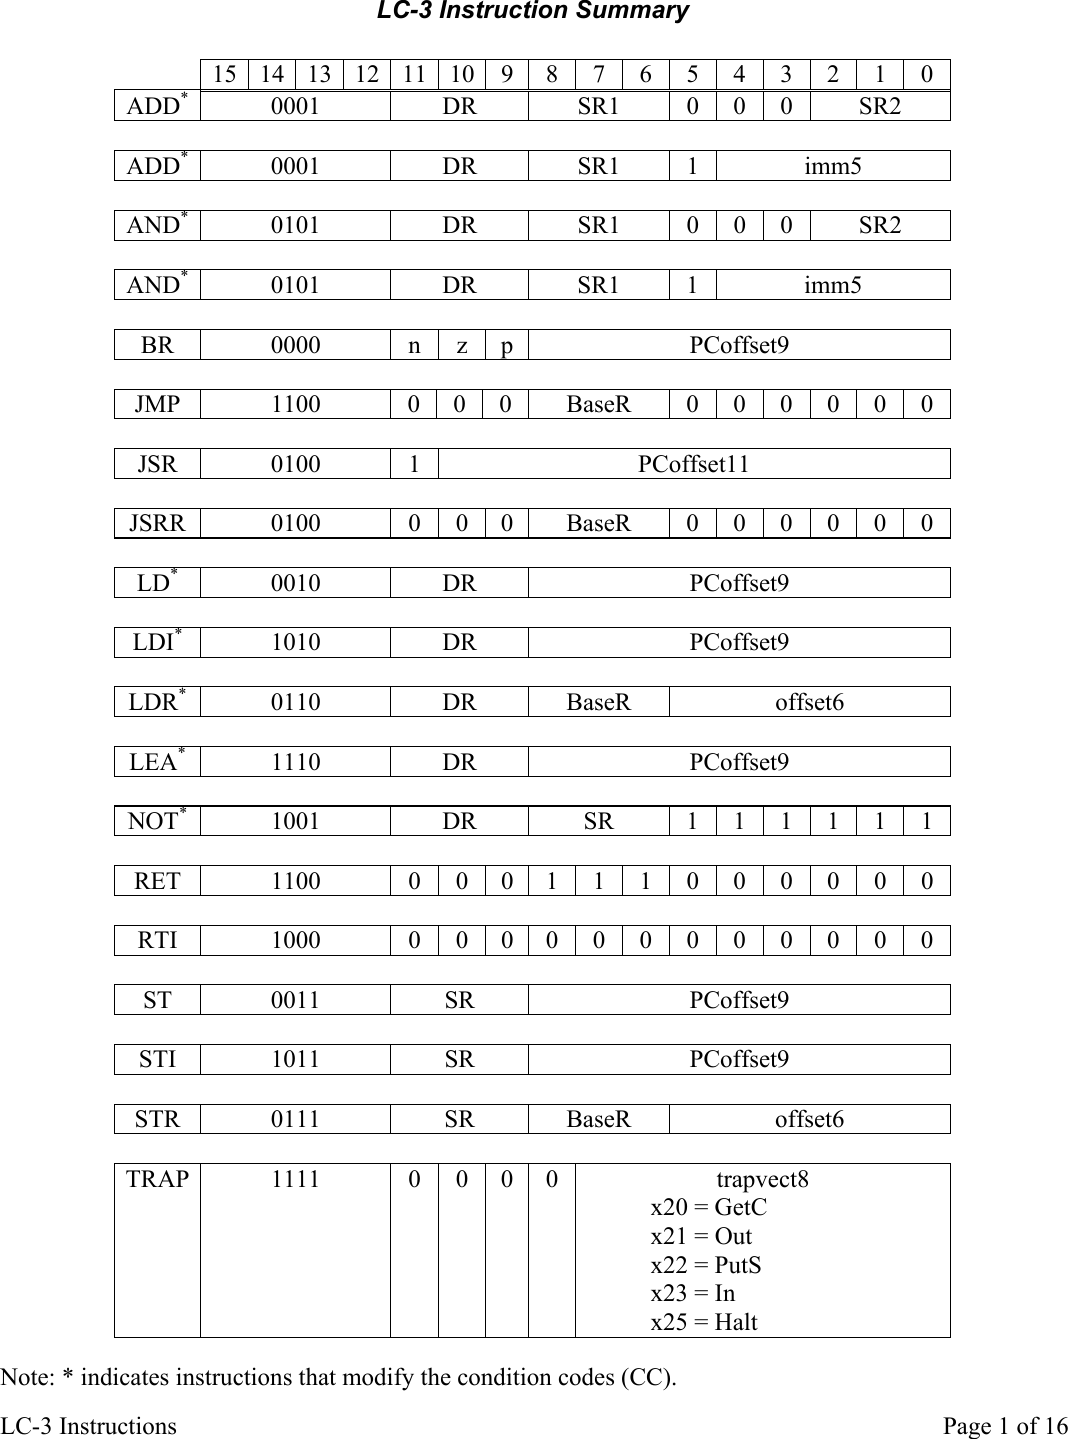 LC-3 Instruction Summary
15 14 13 12 11 10 9 8 7 6 5 4 3 2 1 0
ADD* 0001 DR SR1 0 0 0 SR2
ADD* 0001 DR SR1 1 imm5
AND* 0101 DR SR1 0 0 0 SR2
AND* 0101 DR SR1 1 imm5
BR 0000 n z p PCoffset9
JMP 1100 0 0 0 BaseR 0 0 0 0 0 0
JSR 0100 1 PCoffset11
JSRR 0100 0 0 0 BaseR 0 0 0 0 0 0
LD* 0010 DR PCoffset9
LDI* 1010 DR PCoffset9
LDR* 0110 DR BaseR offset6
LEA* 1110 DR PCoffset9
NOT* 1001 DR SR 1 1 1 1 1 1
RET 1100 0 0 0 1 1 1 0 0 0 0 0 0
RTI 1000 0 0 0 0 0 0 0 0 0 0 0 0
ST 0011 SR PCoffset9
STI 1011 SR PCoffset9
STR 0111 SR BaseR offset6
TRAP 1111 0 0 0 0 trapvect8
x20 = GetC
x21 = Out
x22 = PutS
x23 = In
x25 = Halt
Note: * indicates instructions that modify the condition codes (CC).
LC-3 Instructions Page 1 of 16